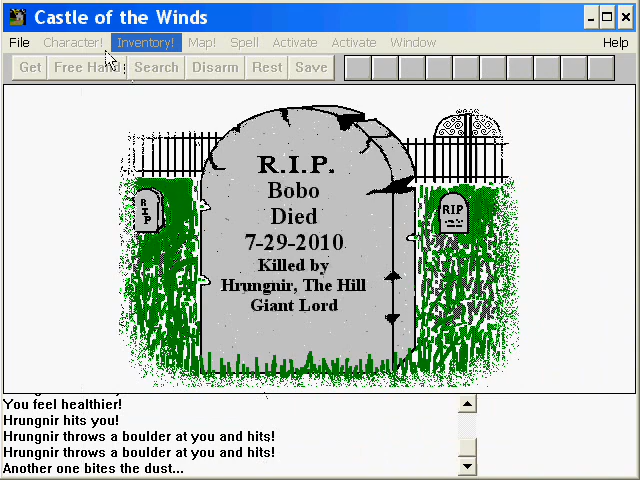 Castle of the Winds
File Character! Inventory! Map! Spell Activate Activate Window Help
Get Free Hand Search Disarm Rest Save
R.I.P.
Bobo
Died
7-29-2010
Killed by
Hrungnir, The Hill
Giant Lord
R
I
P
RIP
You feel healthier!
Hrungnir hits you!
Hrungnir throws a boulder at you and hits!
Hrungnir throws a boulder at you and hits!
Another one bites the dust...